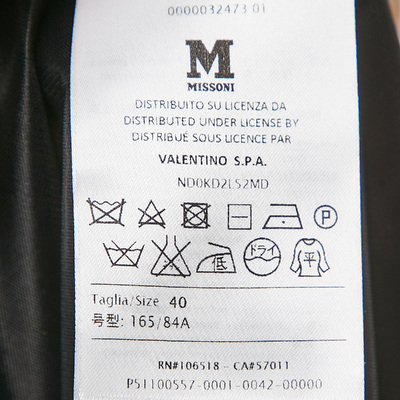 0000032473 01
M
MISSONI
DISTRIBUITO SU LICENZA DA
DISTRIBUTED UNDER LICENSE BY
DISTRIBUÉ SOUS LICENCE PAR
VALENTINO S.P.A.
ND0KD2L52MD
P
低 ドライ 平
Taglia/Size 40
号型: 165/84A
RN#106518 - CA#57011
P51100557-0001-0042-00000